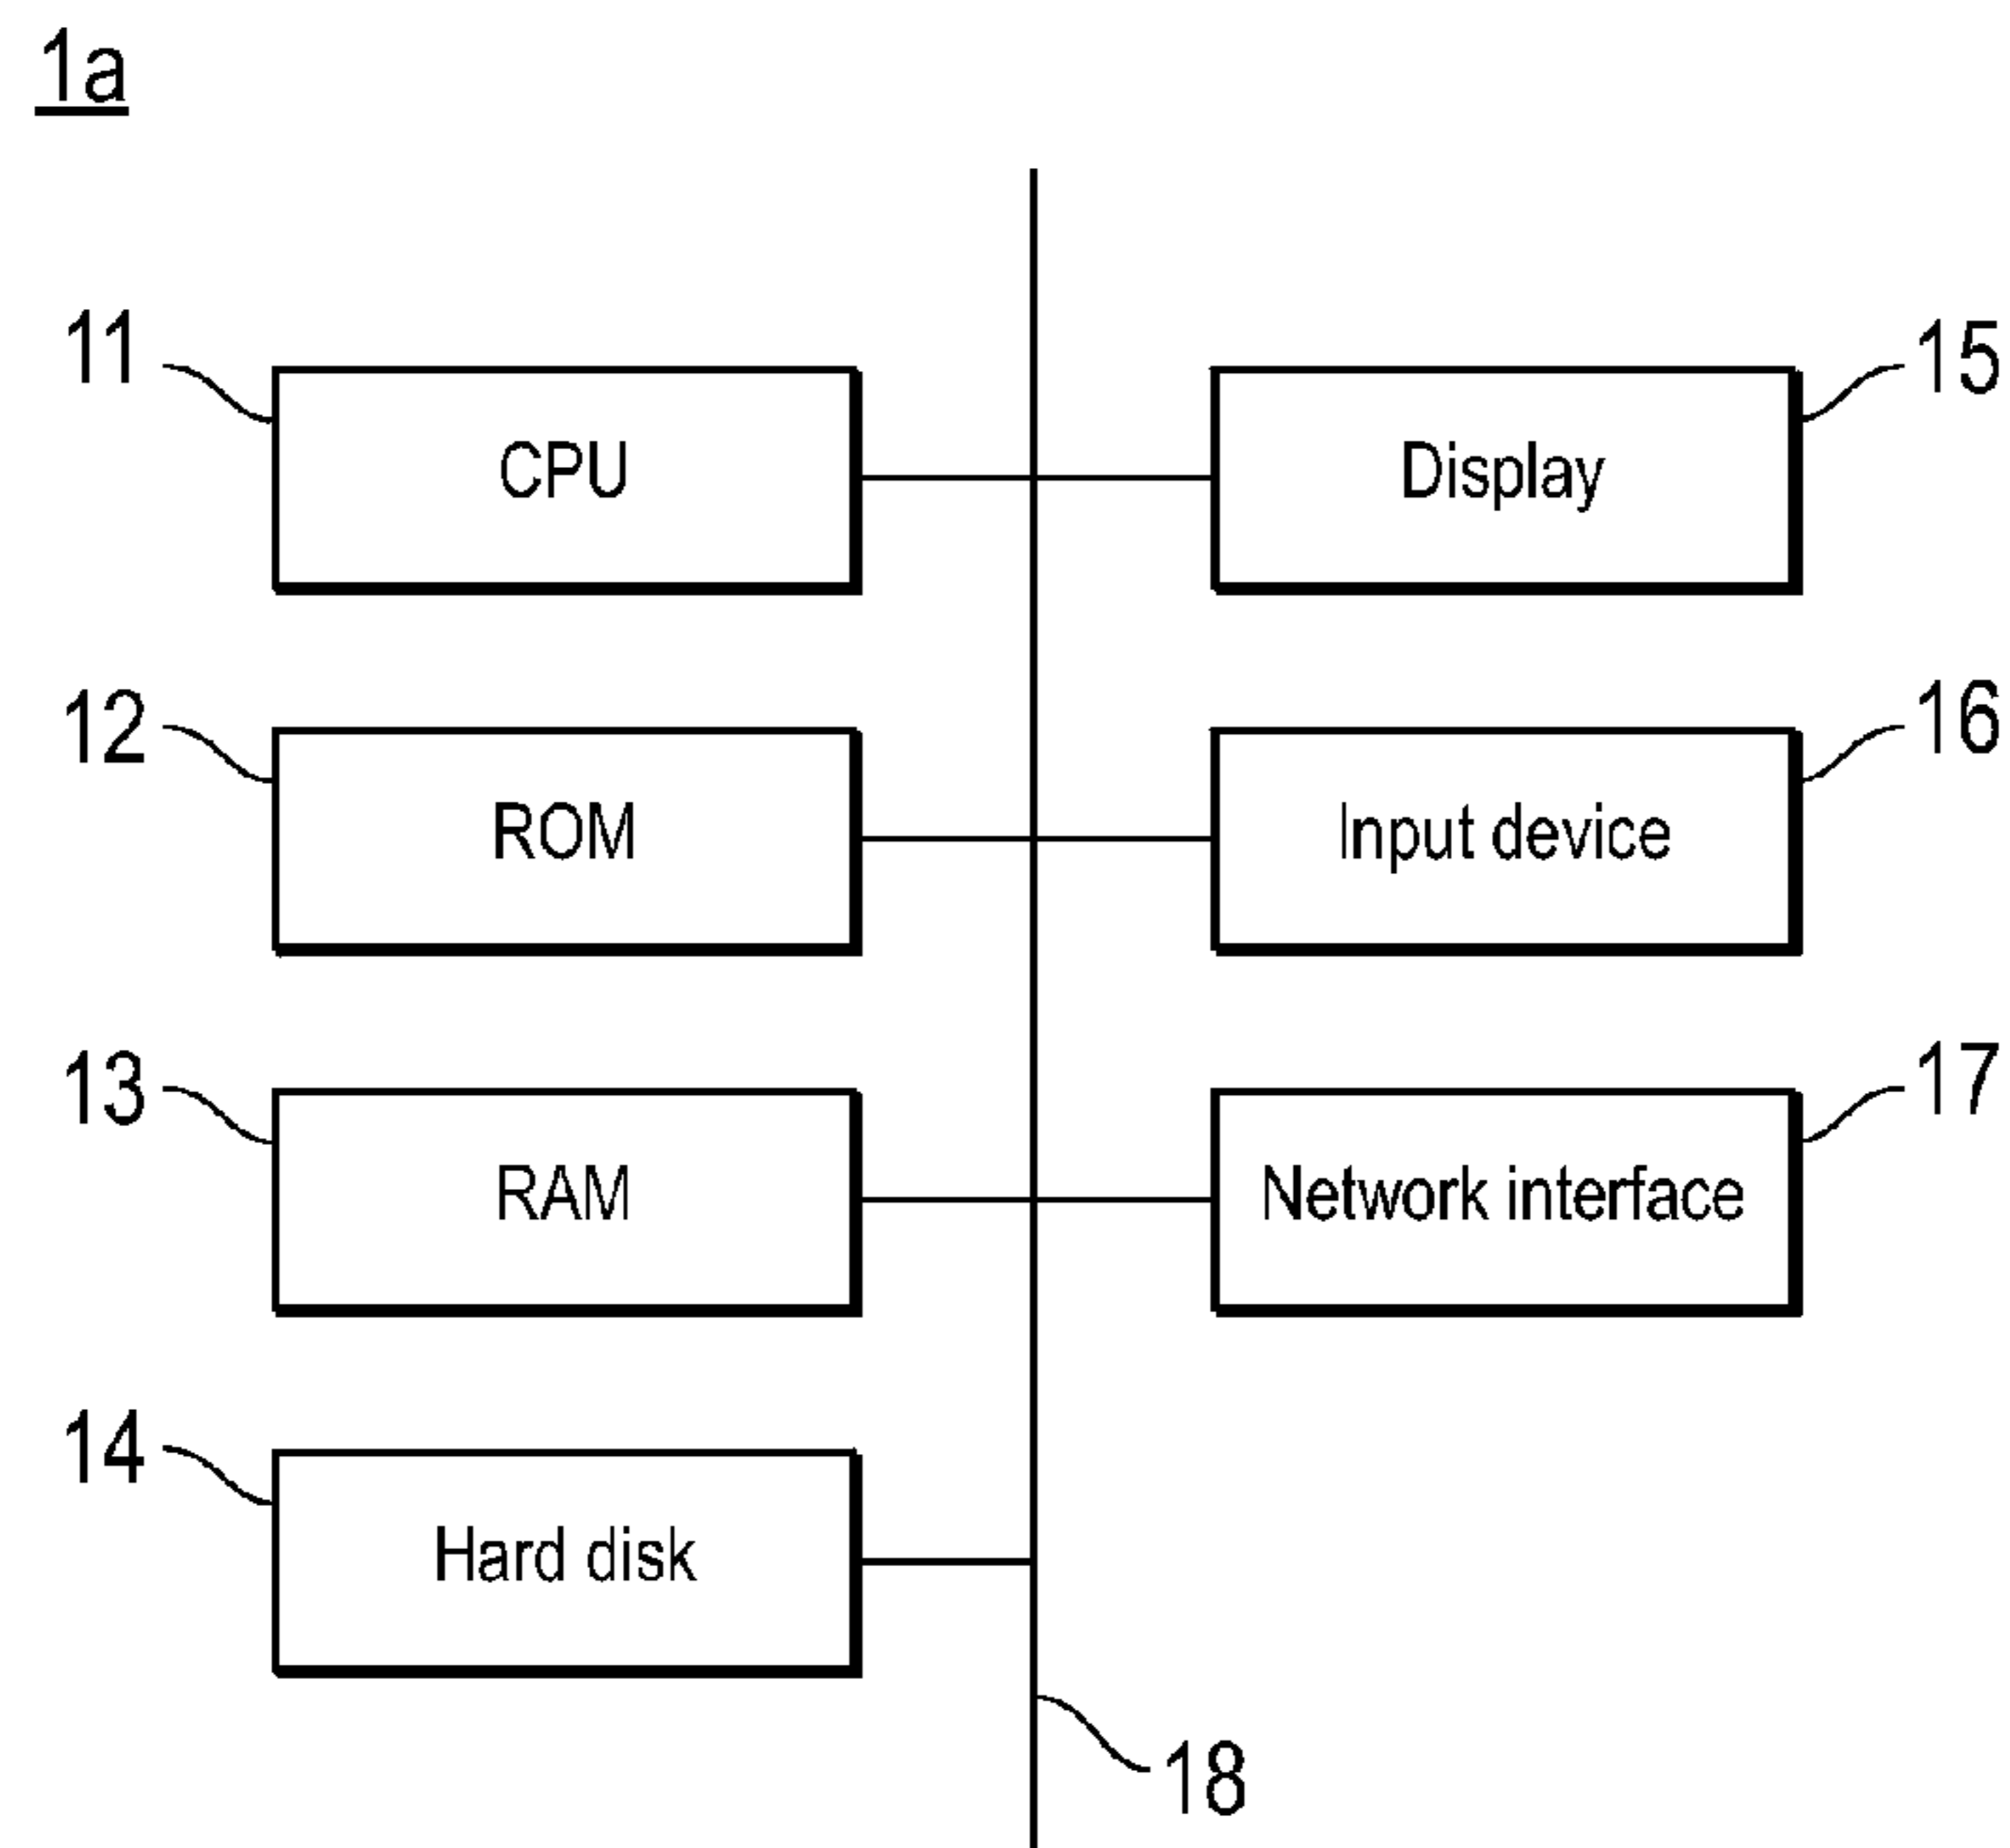 1a
11
CPU
15
Display
12
ROM
16
Input device
13
RAM
17
Network interface
14
Hard disk
18